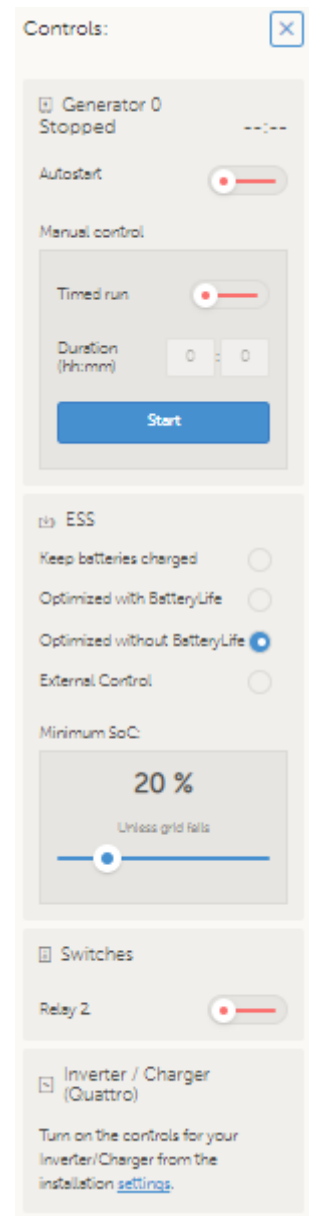 Controls:
Generator 0
Stopped --:--
Autostart
Manual control
Timed run
Duration
(hh:mm)
0 : 0
Start
ESS
Keep batteries charged
Optimized with BatteryLife
Optimized without BatteryLife
External Control
Minimum SoC:
20 %
Unless grid fails
Switches
Relay 2
Inverter / Charger
(Quattro)
Turn on the controls for your
Inverter/Charger from the
installation settings.